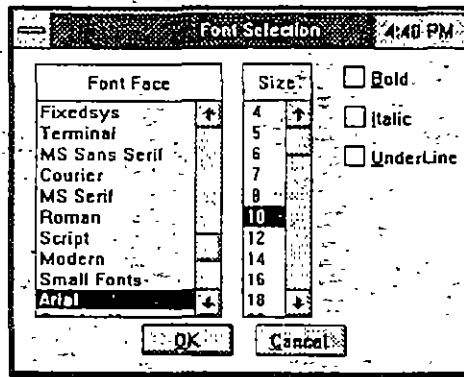 Font Selection 4:40 PM
Font Face
Fixedsys
Terminal
MS Sans Serif
Courier
MS Serif
Roman
Script
Modern
Small Fonts
Arial
Size
4
5
6
7
8
10
12
14
16
18
Bold
Italic
UnderLine
OK Cancel